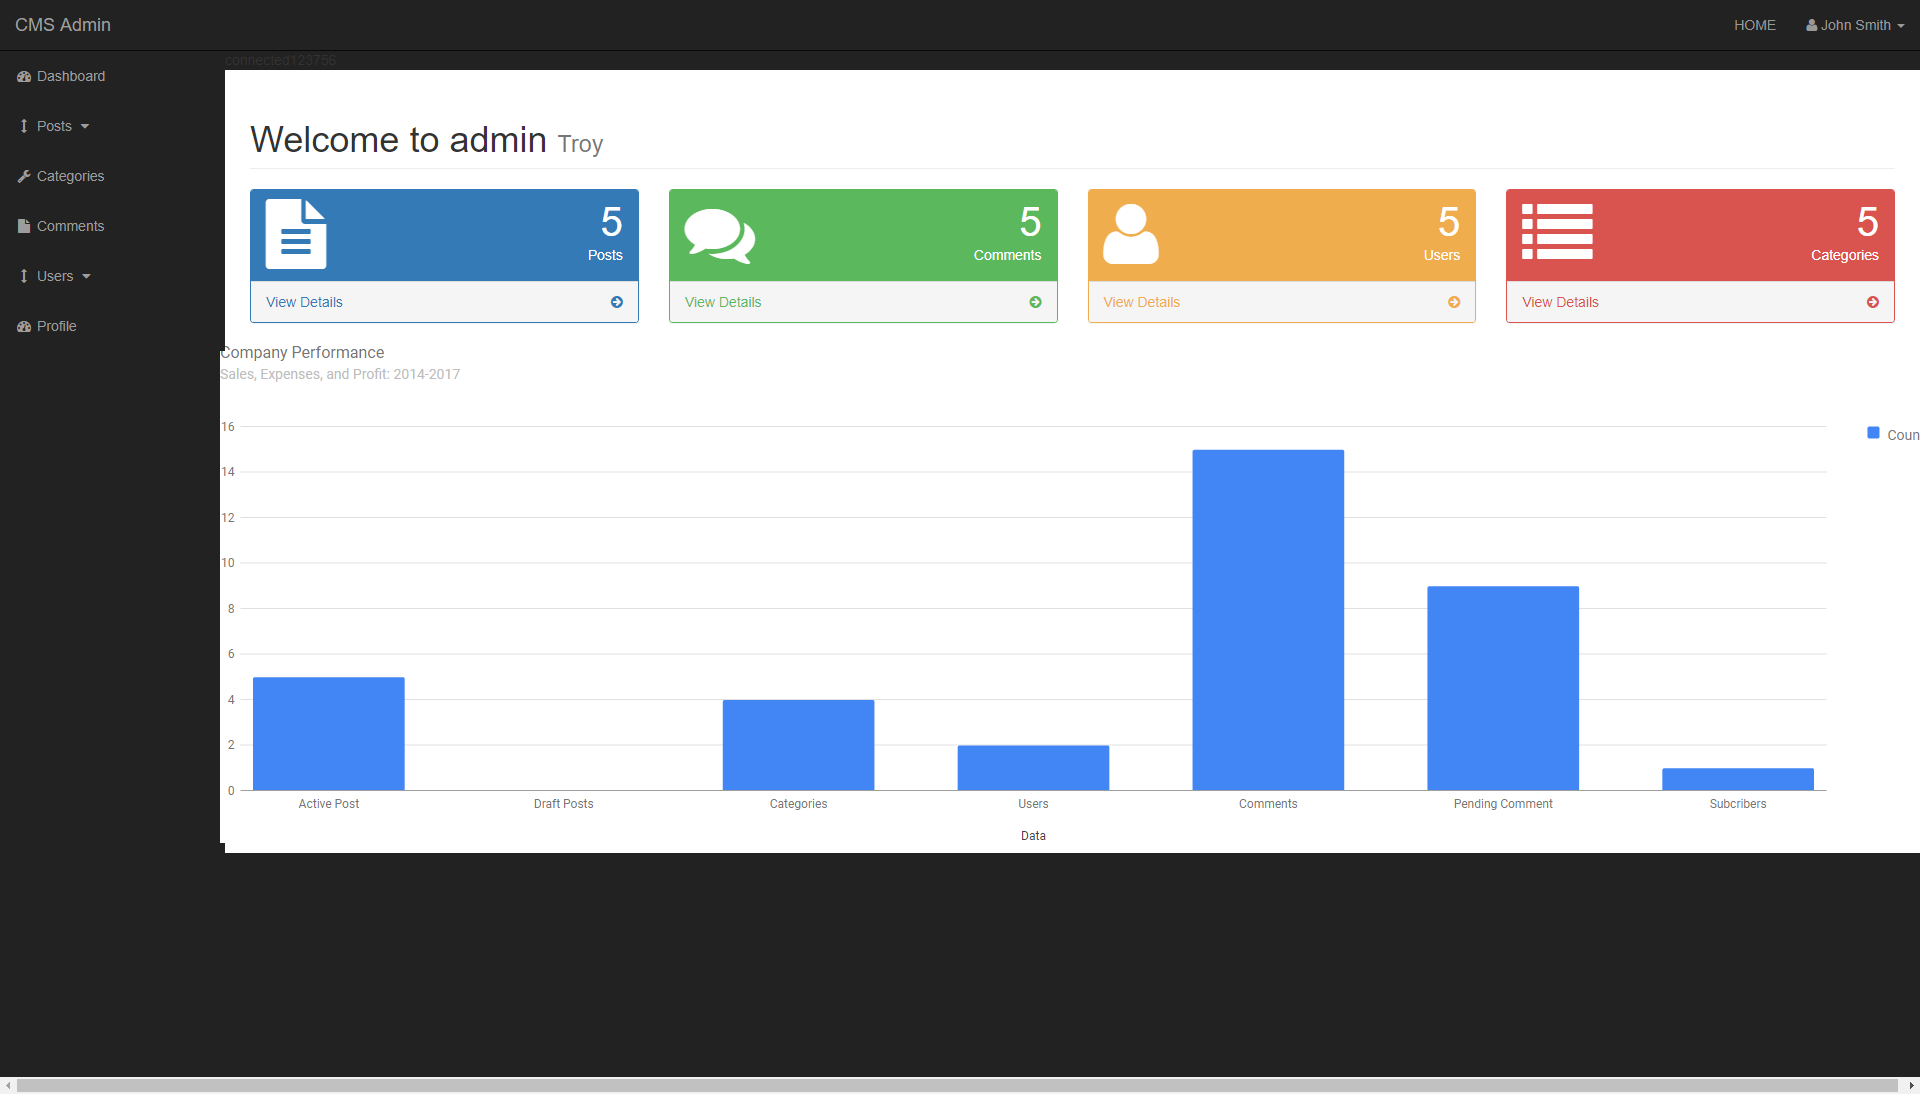 CMS Admin
HOME
John Smith
connected123756
Dashboard
Posts
Categories
Comments
Users
Profile
Welcome to admin Troy
5
Posts
View Details
5
Comments
View Details
5
Users
View Details
5
Categories
View Details
Company Performance
Sales, Expenses, and Profit: 2014-2017
16
14
12
10
8
6
4
2
0
Coun
Active Post
Draft Posts
Categories
Users
Comments
Pending Comment
Subcribers
Data